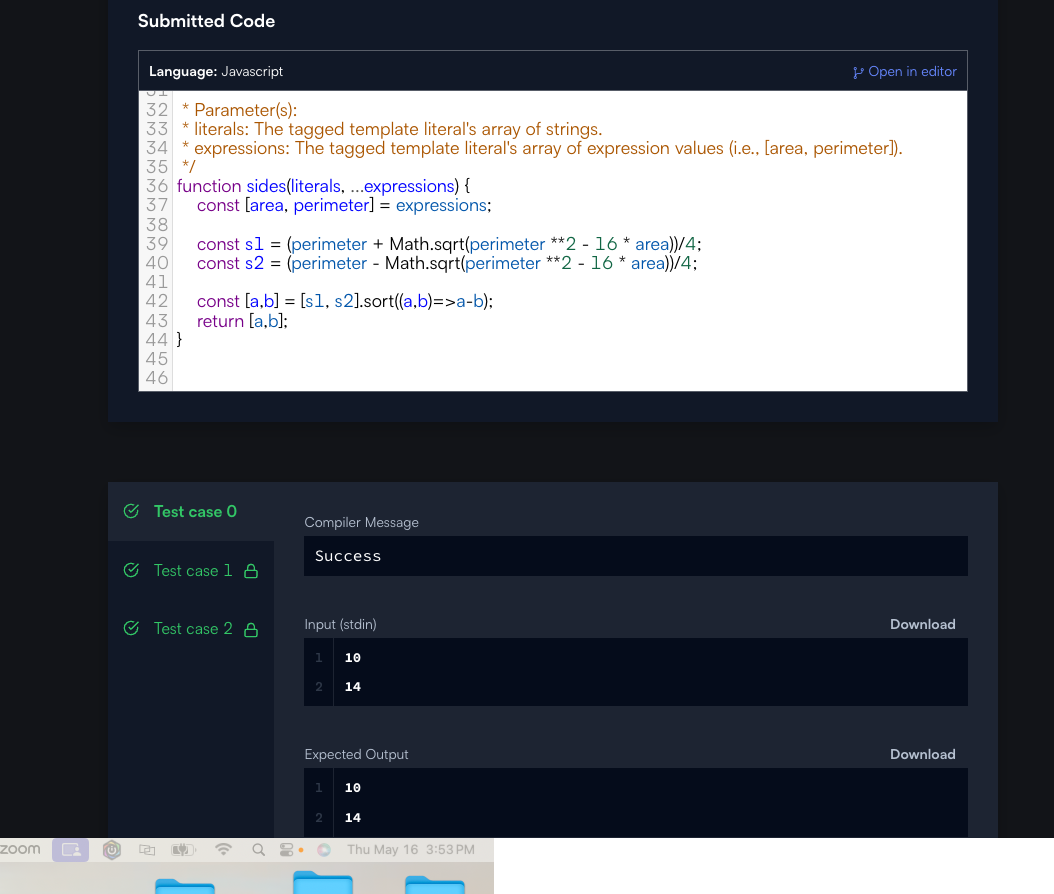 Submitted Code
Language: Javascript
Open in editor
31
32 * Parameter(s):
33 * literals: The tagged template literal's array of strings.
34 * expressions: The tagged template literal's array of expression values (i.e., [area, perimeter]).
35 */
36 function sides(literals, ...expressions) {
37 const [area, perimeter] = expressions;
38
39 const s1 = (perimeter + Math.sqrt(perimeter **2 - 16 * area))/4;
40 const s2 = (perimeter - Math.sqrt(perimeter **2 - 16 * area))/4;
41
42 const [a,b] = [s1, s2].sort((a,b)=>a-b);
43 return [a,b];
44 }
45
46
Test case 0
Test case 1
Test case 2
Compiler Message
Success
Input (stdin)
Download
1 10
2 14
Expected Output
Download
1 10
2 14
zoom
Thu May 16 3:53 PM